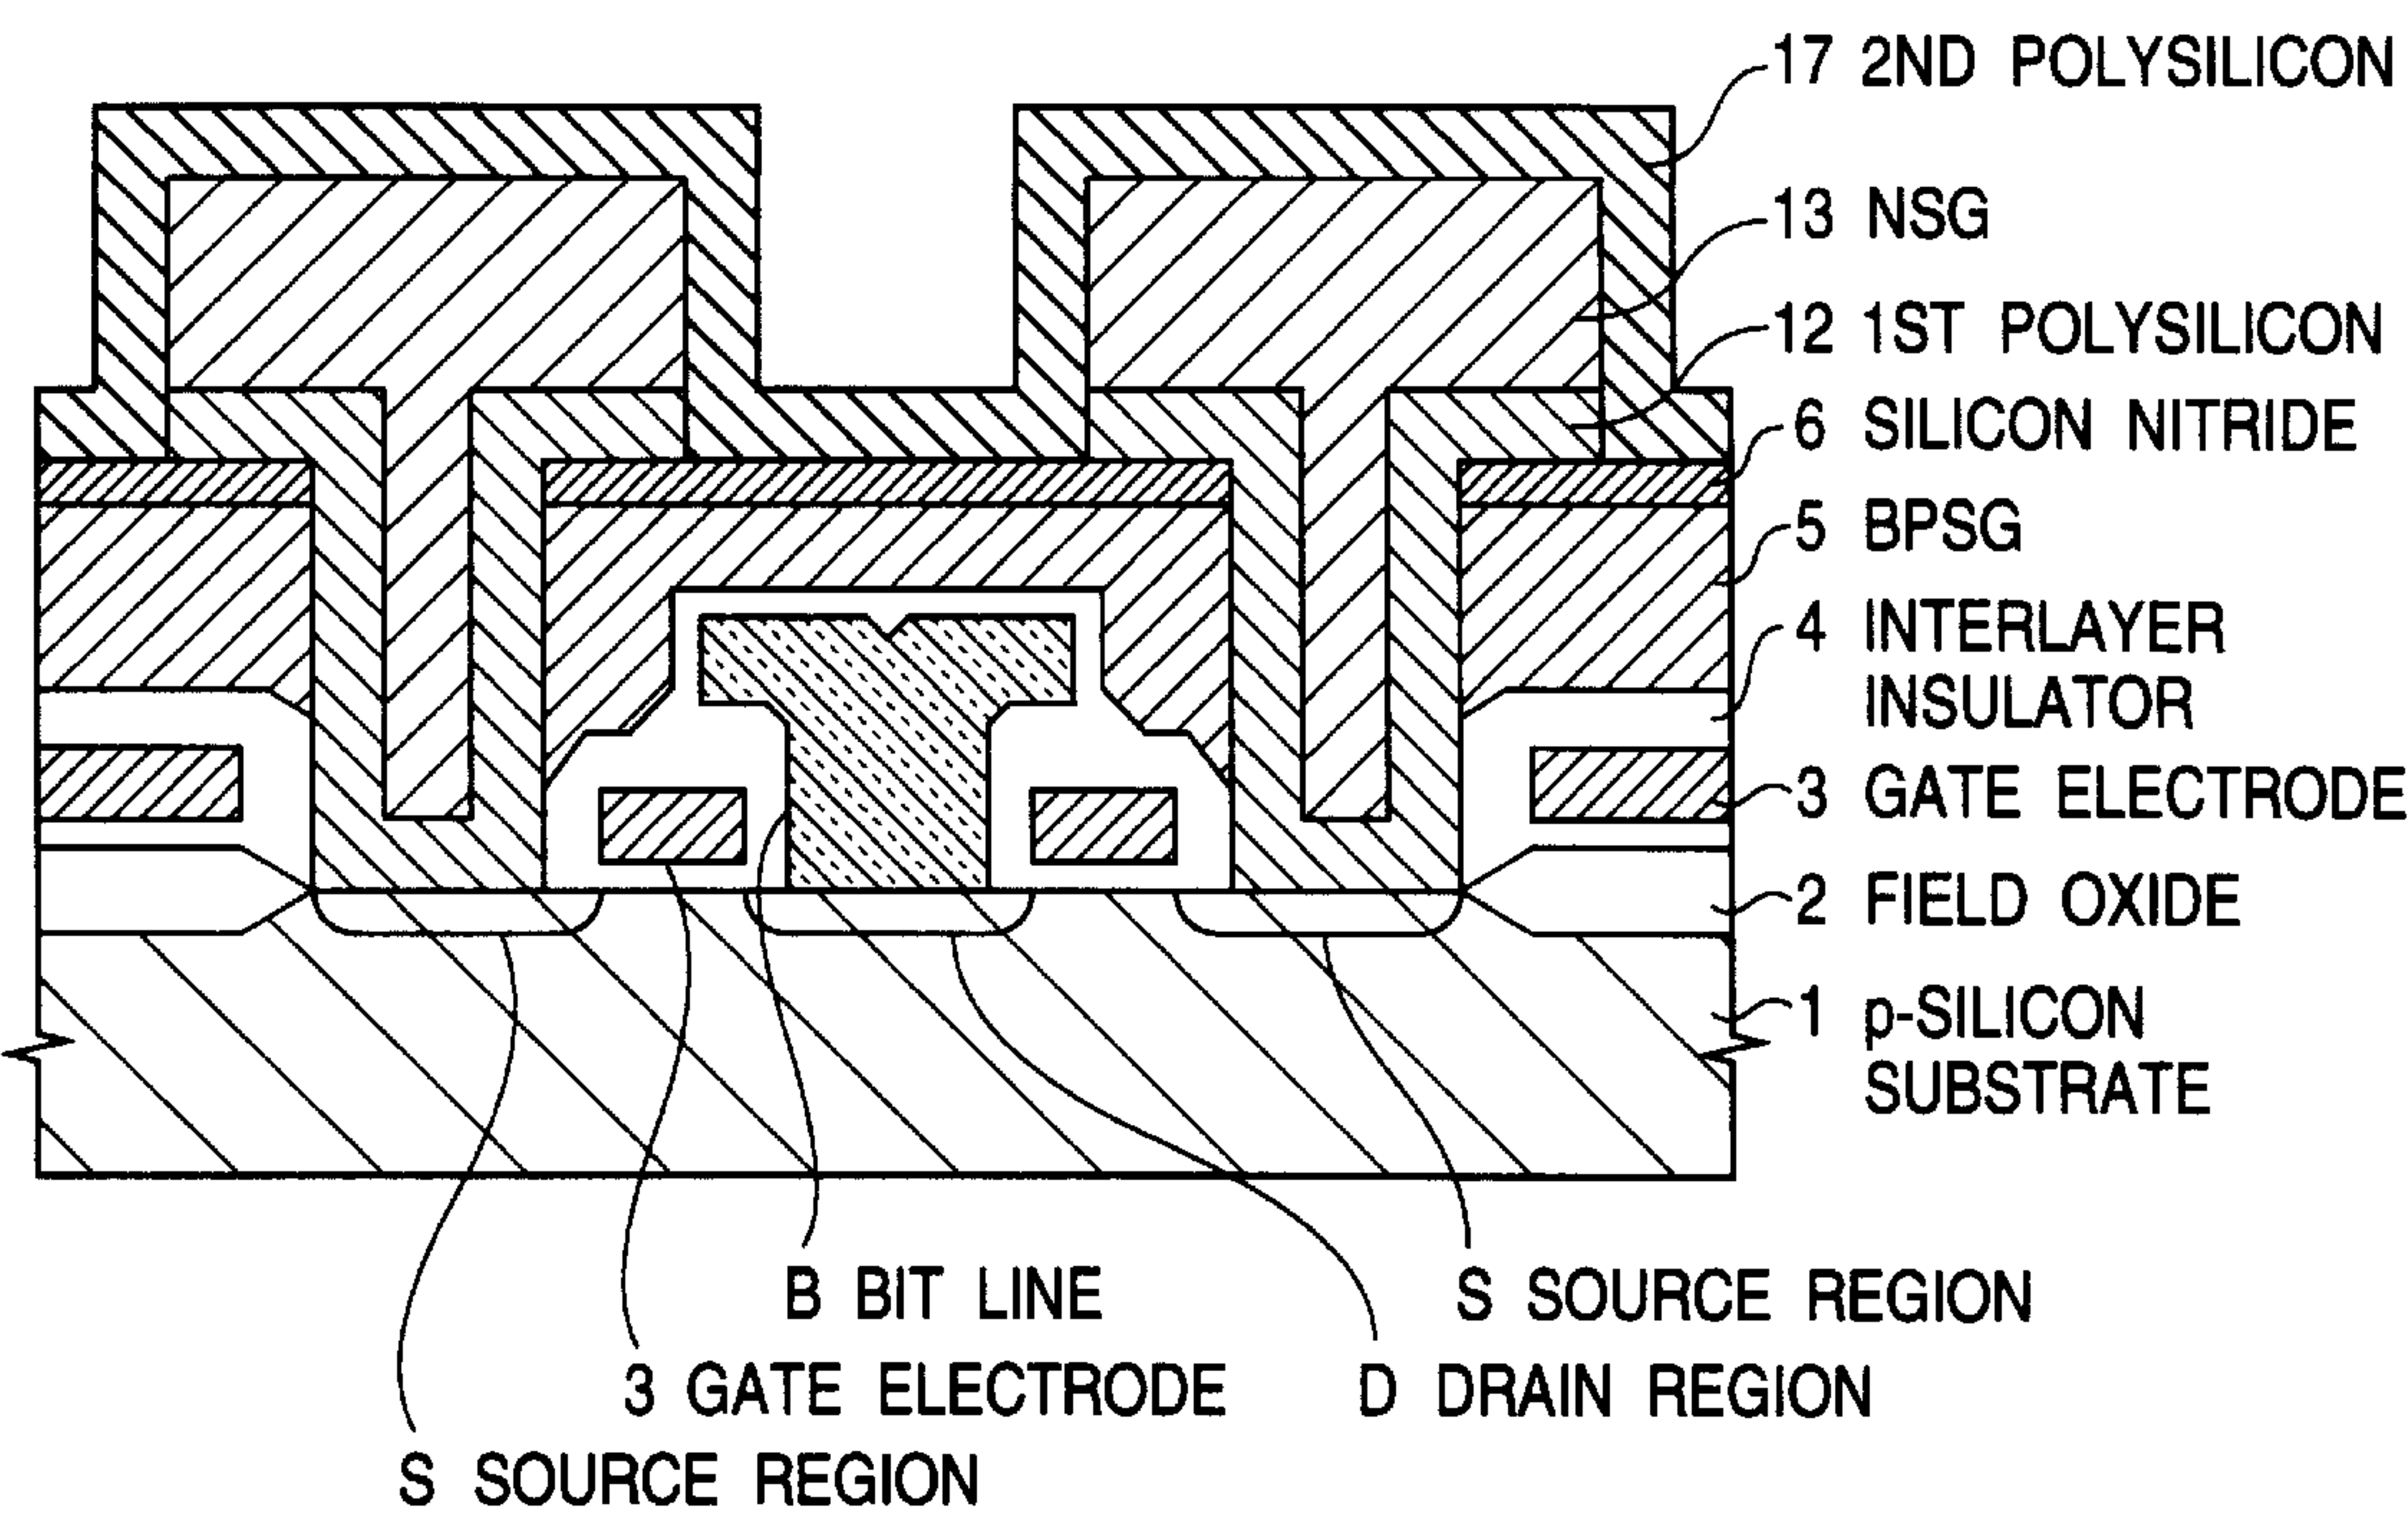 17 2ND POLYSILICON
13 NSG
12 1ST POLYSILICON
6 SILICON NITRIDE
5 BPSG
4 INTERLAYER
INSULATOR
3 GATE ELECTRODE
2 FIELD OXIDE
1 p-SILICON
SUBSTRATE
B BIT LINE
S SOURCE REGION
3 GATE ELECTRODE
D DRAIN REGION
S SOURCE REGION